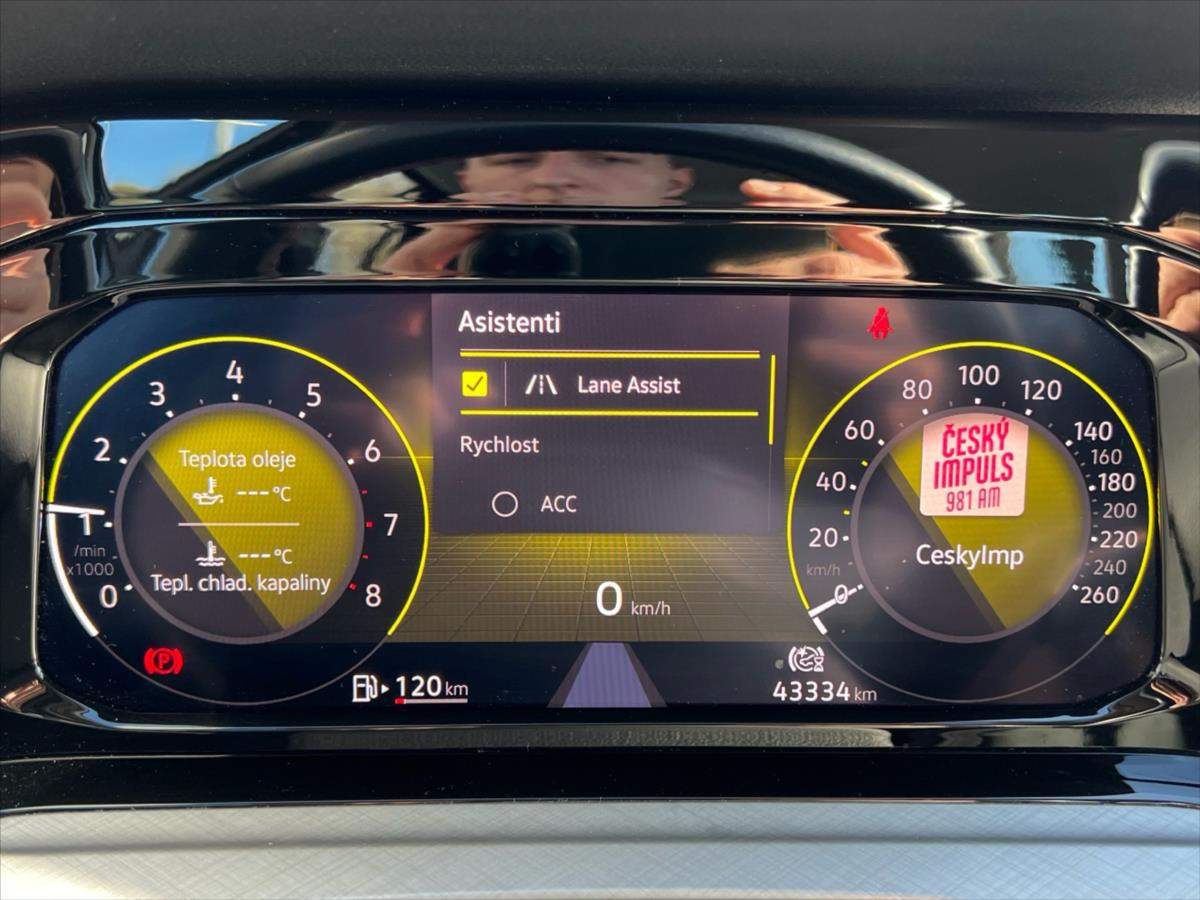 Asistenti
Lane Assist
Rychlost
ACC
0 km/h
0
1
2
3
4
5
6
7
8
/min
x1000
Teplota oleje
---°C
---°C
Tepl. chlad. kapaliny
P
120 km
0
20
40
60
80
100
120
140
160
180
200
220
240
260
km/h
ČESKÝ
IMPULS
981 AM
CeskyImp
43334 km